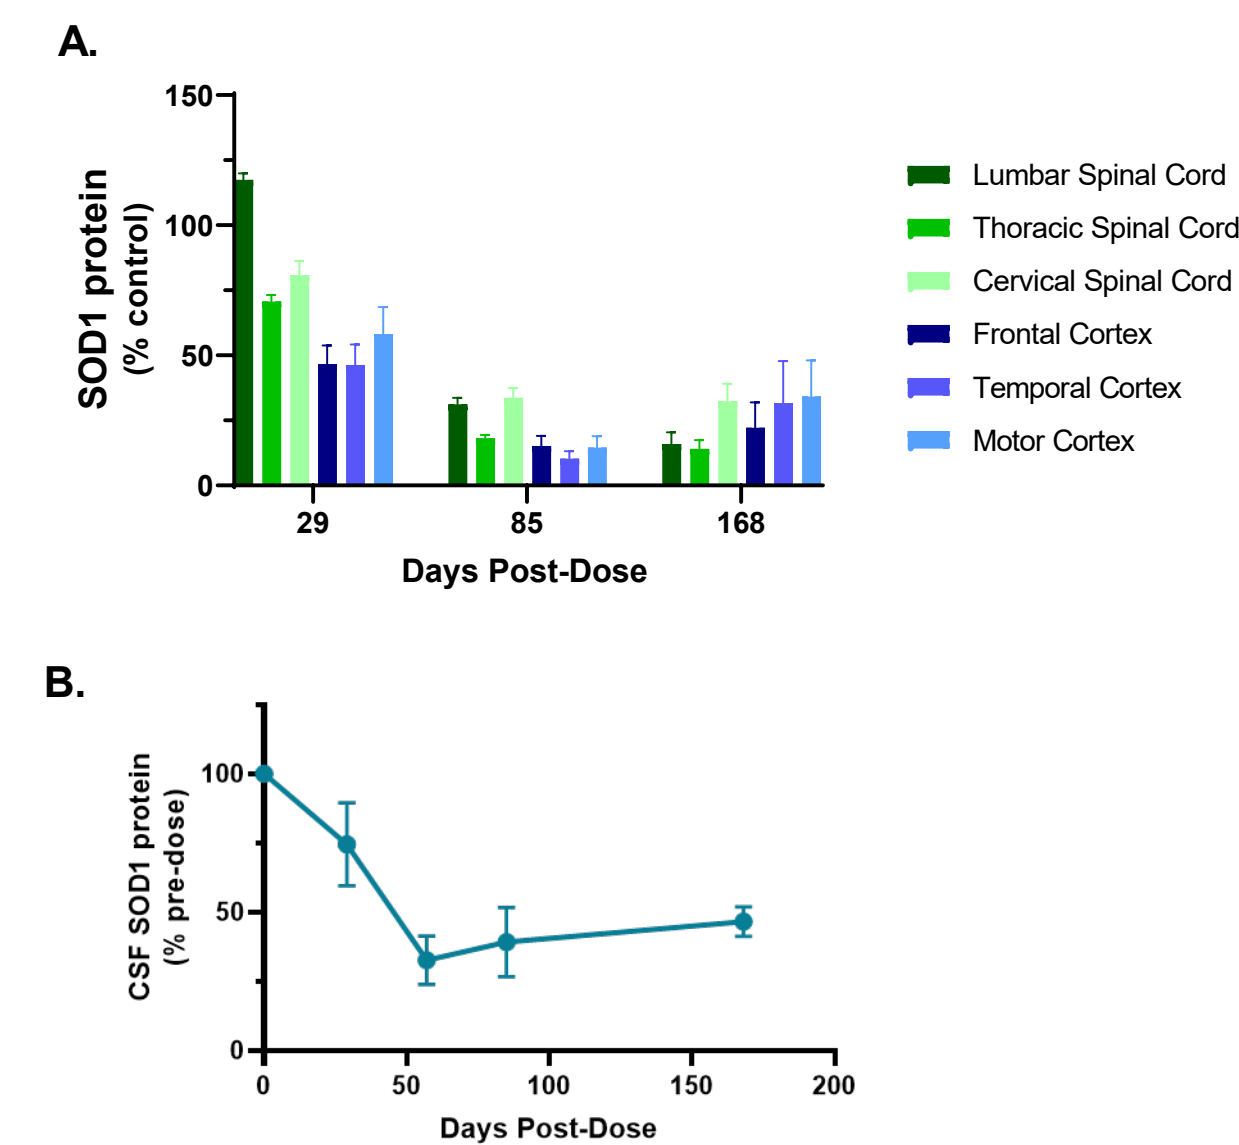 A.
SOD1 protein
(% control)
150
100
50
0
29 85 168
Days Post-Dose
Lumbar Spinal Cord
Thoracic Spinal Cord
Cervical Spinal Cord
Frontal Cortex
Temporal Cortex
Motor Cortex
B.
CSF SOD1 protein
(% pre-dose)
100
50
0
0 50 100 150 200
Days Post-Dose